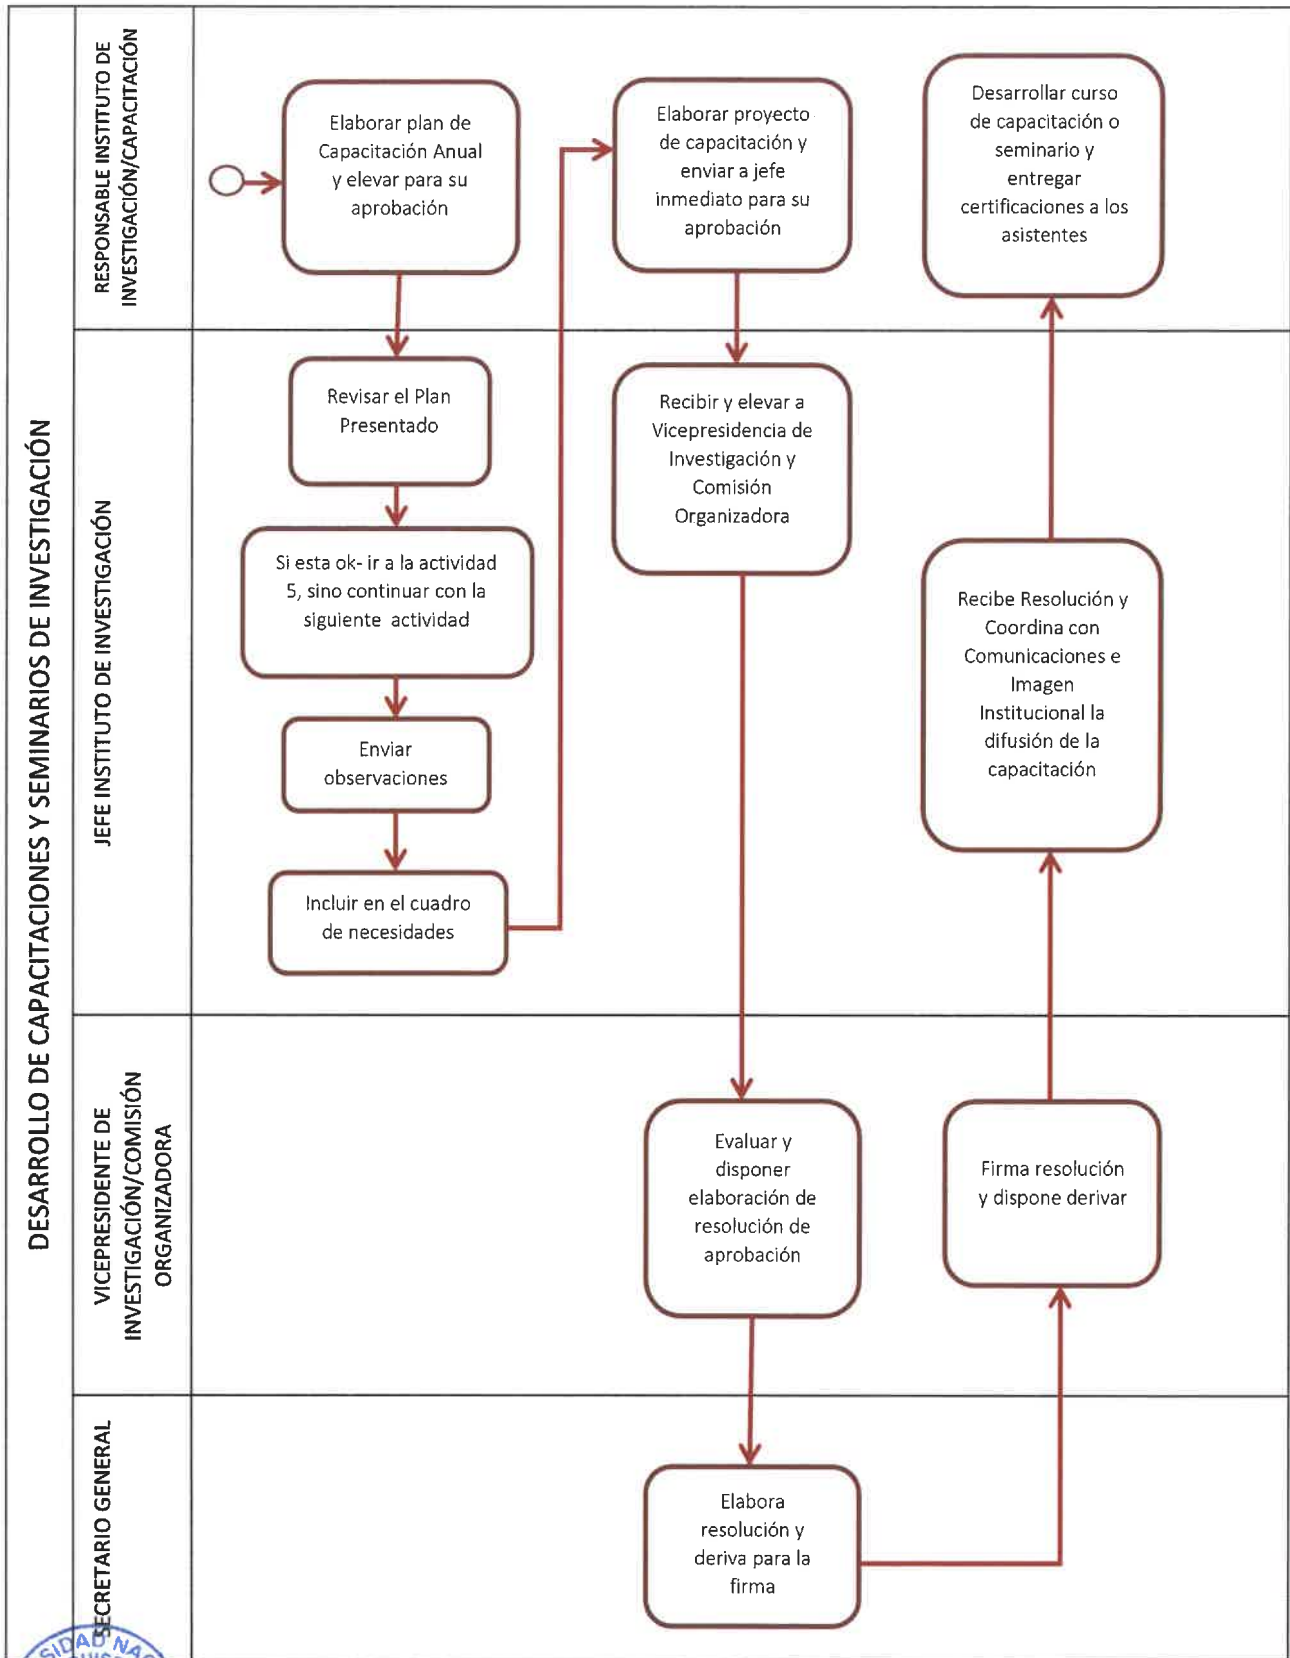 DESARROLLO DE CAPACITACIONES Y SEMINARIOS DE INVESTIGACIÓN
RESPONSABLE INSTITUTO DE
INVESTIGACIÓN/CAPACITACIÓN
Elaborar plan de
Capacitación Anual
y elevar para su
aprobación
Elaborar proyecto
de capacitación y
enviar a jefe
inmediato para su
aprobación
Desarrollar curso
de capacitación o
seminario y
entregar
certificaciones a los
asistentes
JEFE INSTITUTO DE INVESTIGACIÓN
Revisar el Plan
Presentado
Si esta ok- ir a la actividad
5, sino continuar con la
siguiente actividad
Enviar
observaciones
Incluir en el cuadro
de necesidades
Recibir y elevar a
Vicepresidencia de
Investigación y
Comisión
Organizadora
Recibe Resolución y
Coordina con
Comunicaciones e
Imagen
Institucional la
difusión de la
capacitación
VICEPRESIDENTE DE
INVESTIGACIÓN/COMISIÓN
ORGANIZADORA
Evaluar y
disponer
elaboración de
resolución de
aprobación
Firma resolución
y dispone derivar
SECRETARIO GENERAL
Elabora
resolución y
deriva para la
firma